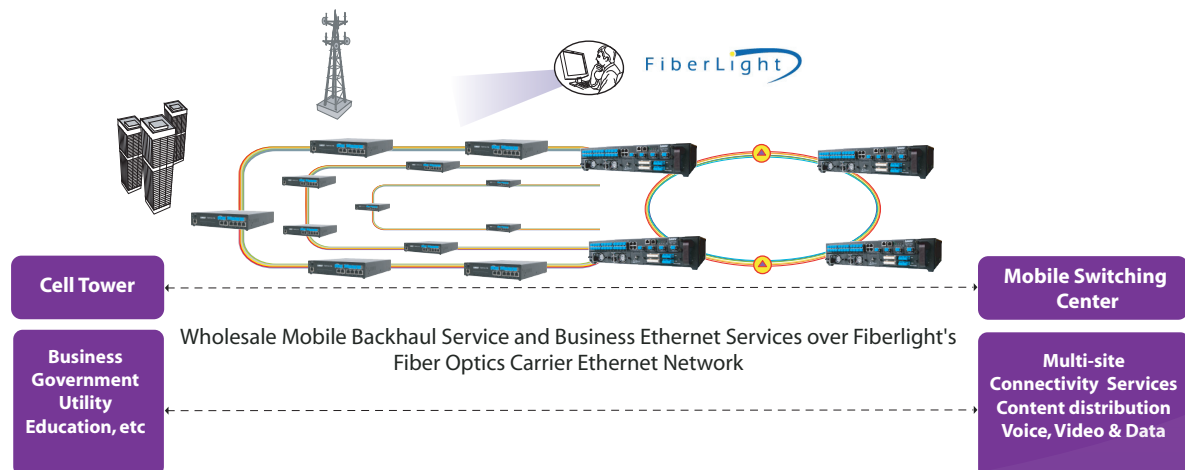 FiberLight
Cell Tower
Mobile Switching
Center
Wholesale Mobile Backhaul Service and Business Ethernet Services over Fiberlight's
Fiber Optics Carrier Ethernet Network
Business
Government
Utility
Education, etc
Multi-site
Connectivity Services
Content distribution
Voice, Video & Data